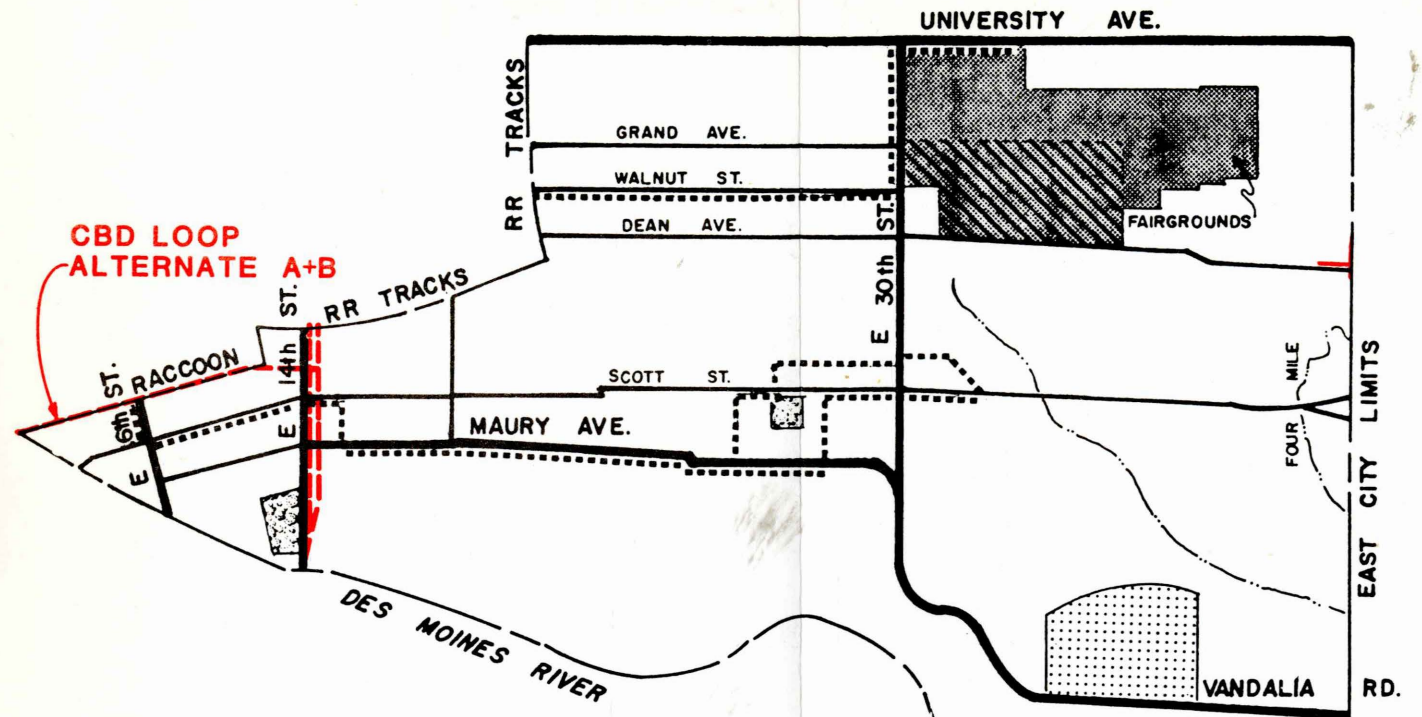 UNIVERSITY AVE.
RR TRACKS
GRAND AVE.
WALNUT ST.
DEAN AVE.
E 30th ST.
FAIRGROUNDS
CBD LOOP
ALTERNATE A+B
RR TRACKS
E 14th ST.
E 6th ST.
RACCOON
SCOTT ST.
MAURY AVE.
FOUR MILE
EAST CITY LIMITS
DES MOINES RIVER
VANDALIA RD.